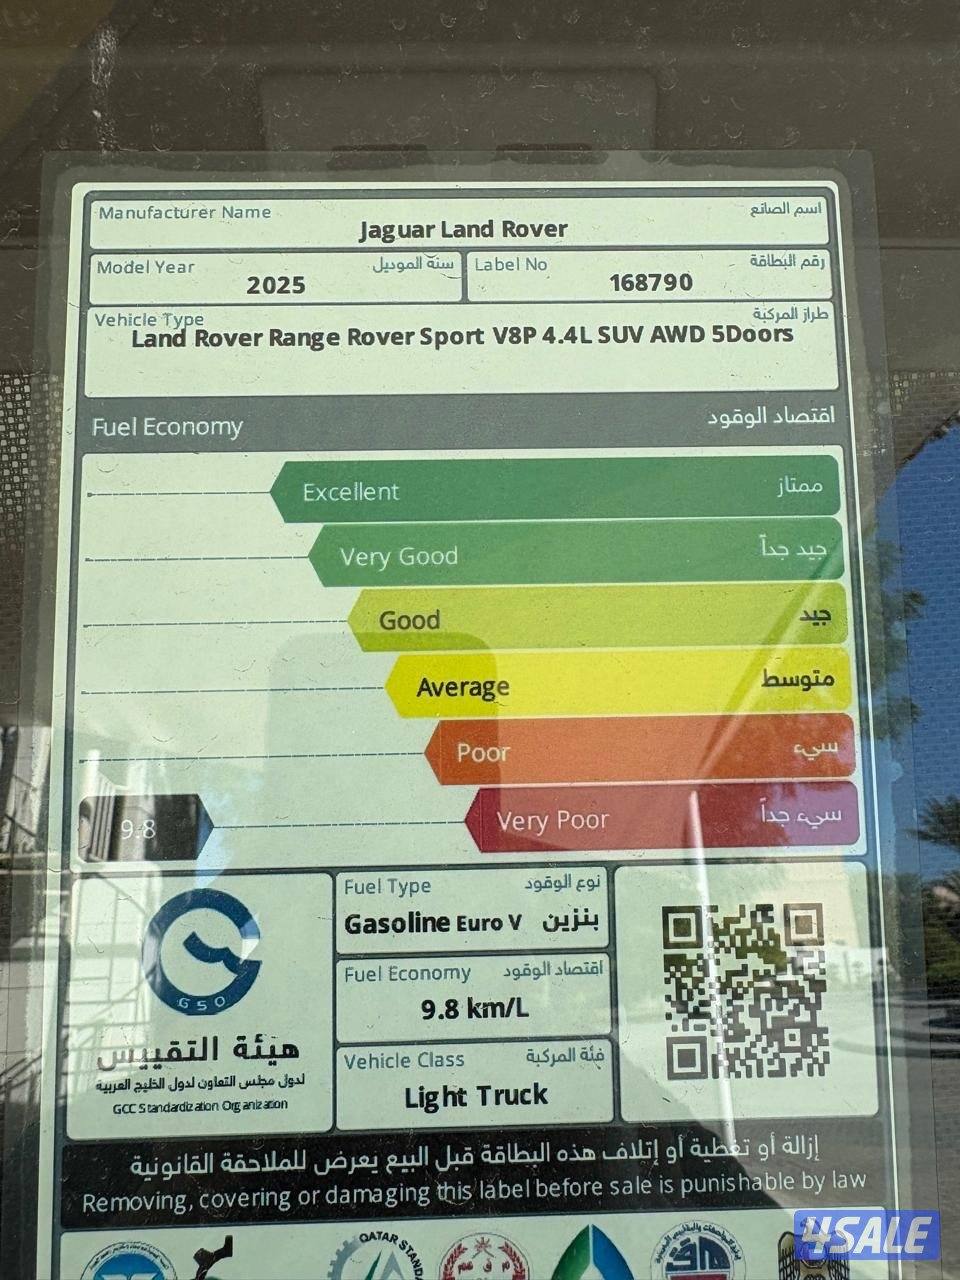 Manufacturer Name اسم الصانع
Jaguar Land Rover
Model Year سنة الموديل
2025
Label No رقم البطاقة
168790
Vehicle Type طراز المركبة
Land Rover Range Rover Sport V8P 4.4L SUV AWD 5Doors
Fuel Economy اقتصاد الوقود
Excellent ممتاز
Very Good جيد جداً
Good جيد
Average متوسط
Poor سيء
9.8 Very Poor سيء جداً
GSO
هيئة التقييس
لدول مجلس التعاون لدول الخليج العربية
GCC Standardization Organization
Fuel Type نوع الوقود
Gasoline Euro V بنزين
Fuel Economy اقتصاد الوقود
9.8 km/L
Vehicle Class فئة المركبة
Light Truck
إزالة أو تغطية أو إتلاف هذه البطاقة قبل البيع يعرض للملاحقة القانونية
Removing, covering or damaging this label before sale is punishable by law
QATAR STANDA
4SALE